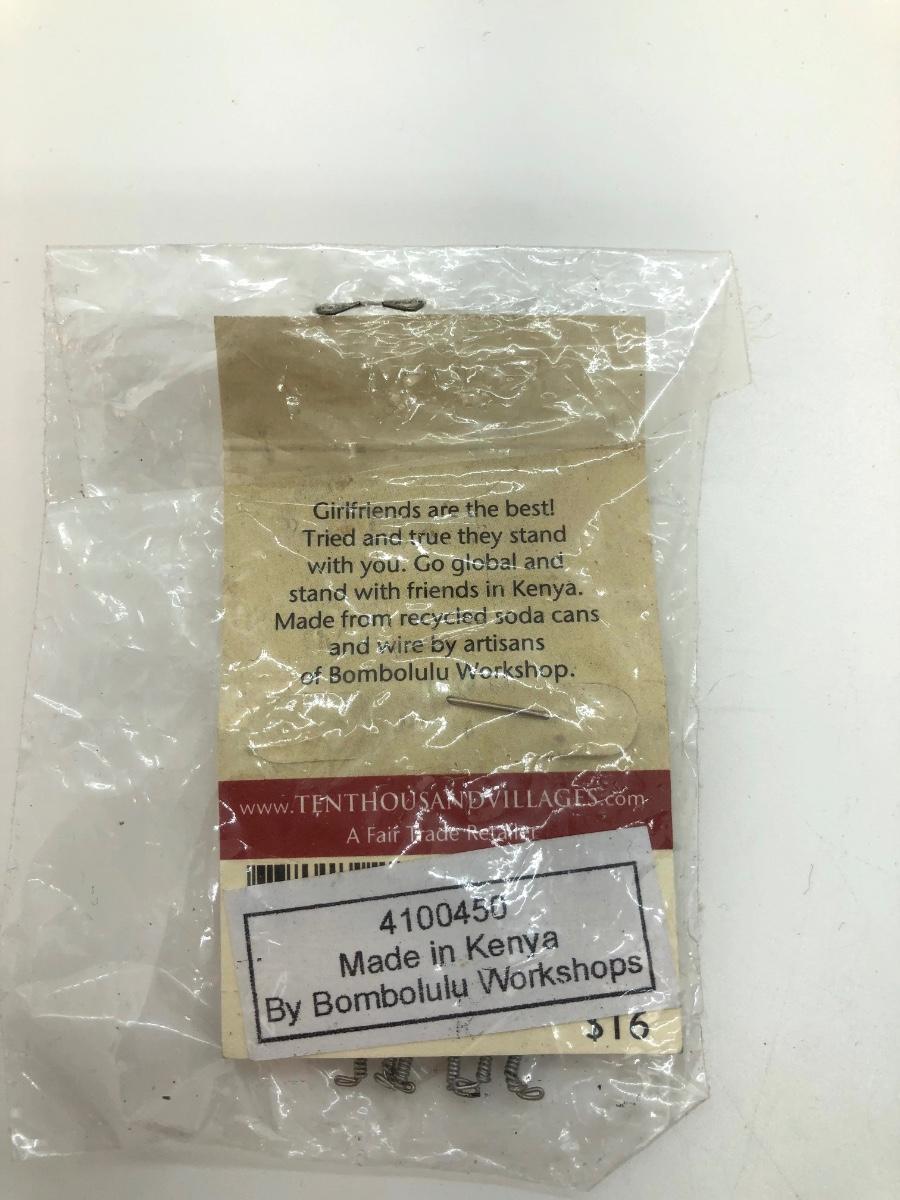 Girlfriends are the best!
Tried and true they stand
with you. Go global and
stand with friends in Kenya.
Made from recycled soda cans
and wire by artisans
of Bombolulu Workshop.
www.TENTHOUSANDVILLAGES.com
A Fair Trade Retailer
4100450
Made in Kenya
By Bombolulu Workshops
$16